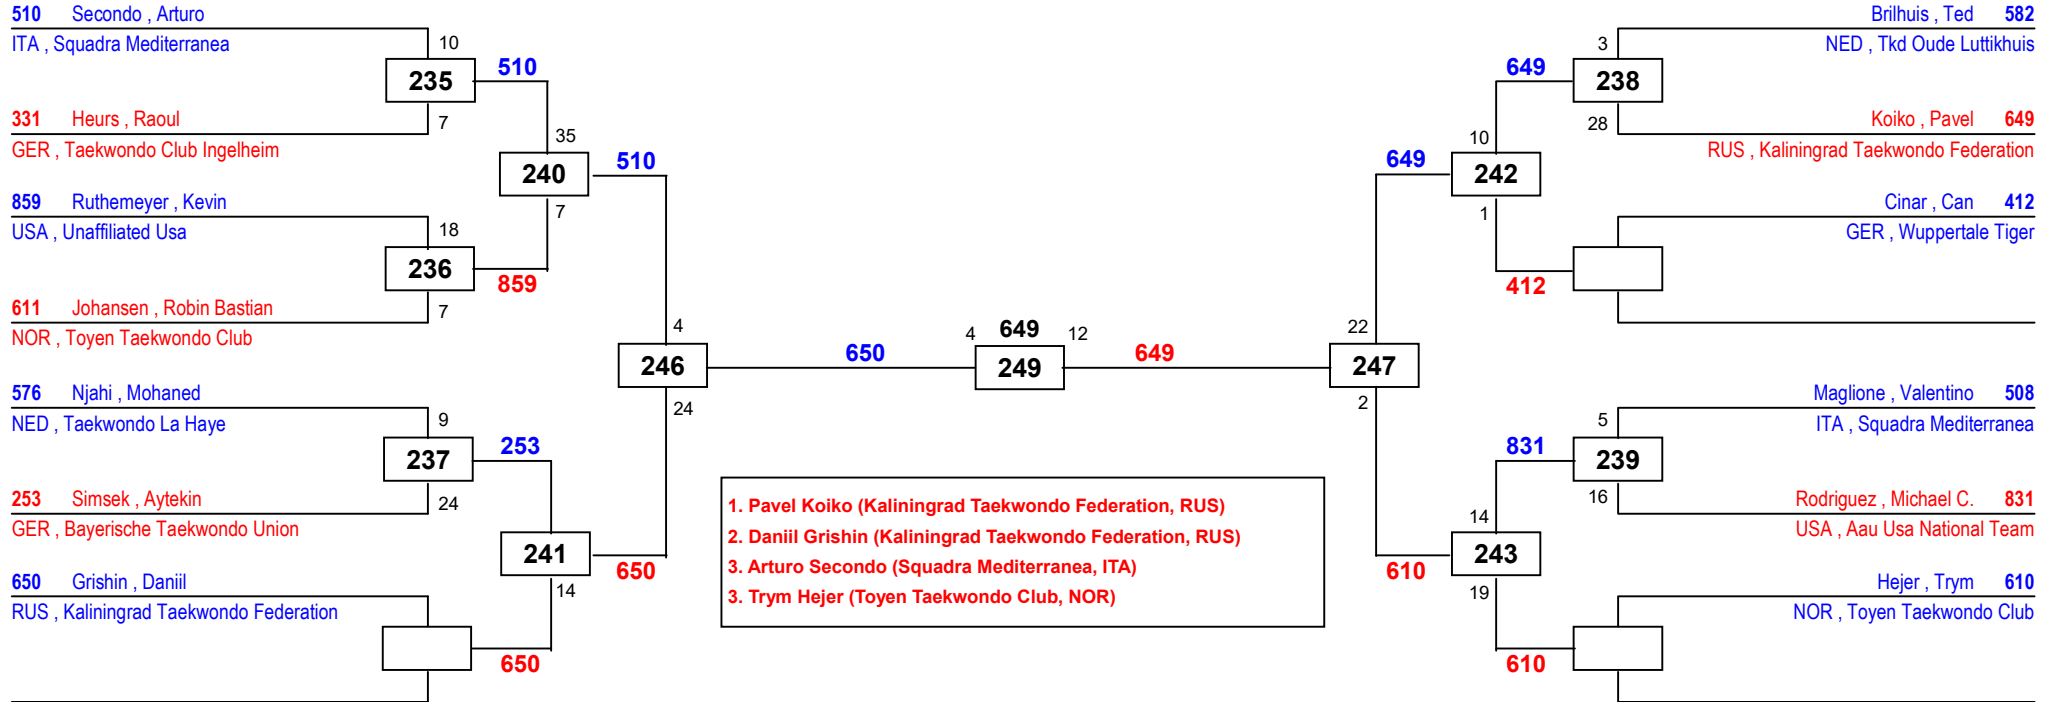 510 Secondo , Arturo
ITA , Squadra Mediterranea
10
235
510
331 Heurs , Raoul
7
GER , Taekwondo Club Ingelheim
35
240
510
859 Ruthemeyer , Kevin
7
USA , Unaffiliated Usa
18
236
859
611 Johansen , Robin Bastian
7
NOR , Toyen Taekwondo Club
4
246
650
24
576 Njahi , Mohaned
NED , Taekwondo La Haye
9
237
253
253 Simsek , Aytekin
24
GER , Bayerische Taekwondo Union
241
650
14
650 Grishin , Daniil
RUS , Kaliningrad Taekwondo Federation
650
4 649 12
249
649
1. Pavel Koiko (Kaliningrad Taekwondo Federation, RUS)
2. Daniil Grishin (Kaliningrad Taekwondo Federation, RUS)
3. Arturo Secondo (Squadra Mediterranea, ITA)
3. Trym Hejer (Toyen Taekwondo Club, NOR)
Brilhuis , Ted 582
3
NED , Tkd Oude Luttikhuis
649
238
Koiko , Pavel 649
28
RUS , Kaliningrad Taekwondo Federation
10
649
242
1
Cinar , Can 412
GER , Wuppertale Tiger
412
22
247
2
Maglione , Valentino 508
5
ITA , Squadra Mediterranea
831
239
16
Rodriguez , Michael C. 831
USA , Aau Usa National Team
14
243
610
19
Hejer , Trym 610
NOR , Toyen Taekwondo Club
610